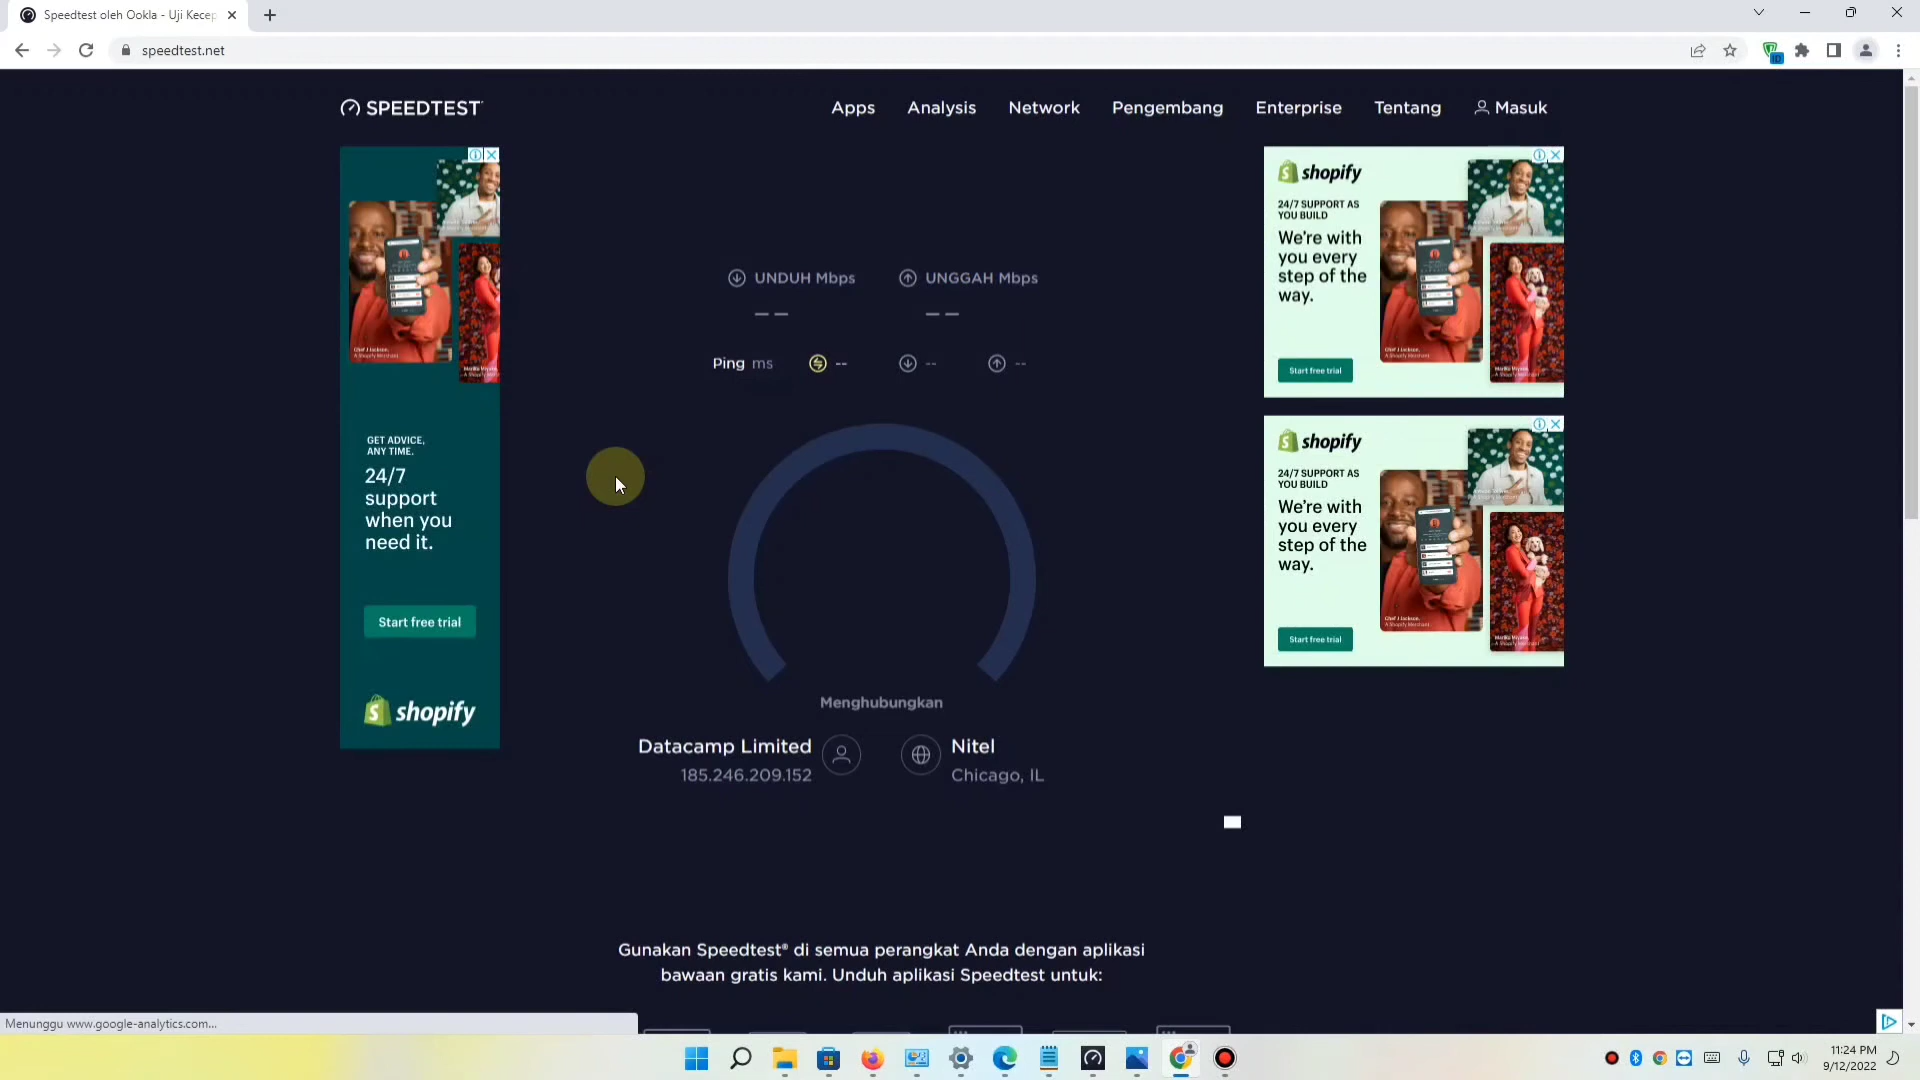 Speedtest oleh Ookla - Uji Kecep
speedtest.net
SPEEDTEST
Apps
Analysis
Network
Pengembang
Enterprise
Tentang
Masuk
GET ADVICE,
ANY TIME.
24/7
support
when you
need it.
Start free trial
shopify
UNDUH Mbps
UNGGAH Mbps
— —
— —
Ping ms
--
--
--
Menghubungkan
Datacamp Limited
185.246.209.152
Nitel
Chicago, IL
shopify
24/7 SUPPORT AS
YOU BUILD
We're with
you every
step of the
way.
Start free trial
shopify
24/7 SUPPORT AS
YOU BUILD
We're with
you every
step of the
way.
Start free trial
Gunakan Speedtest® di semua perangkat Anda dengan aplikasi
bawaan gratis kami. Unduh aplikasi Speedtest untuk:
Menunggu www.google-analytics.com...
11:24 PM
9/12/2022